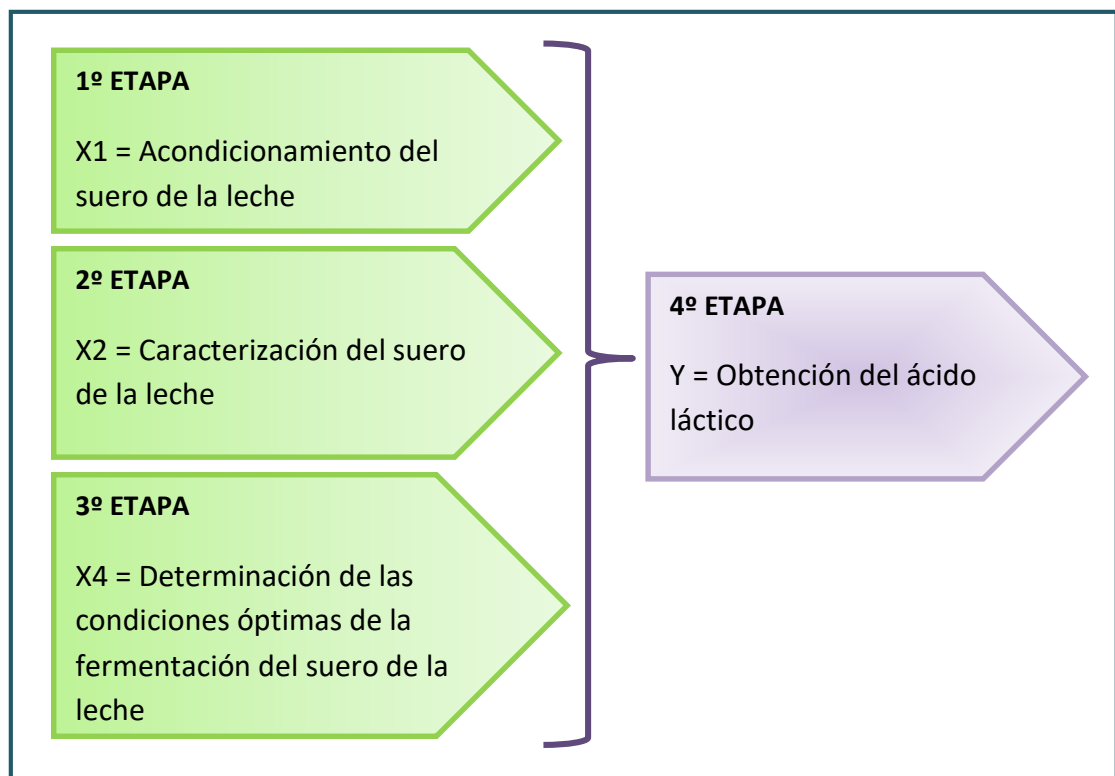 1º ETAPA
X1 = Acondicionamiento del
suero de la leche
2º ETAPA
X2 = Caracterización del suero
de la leche
3º ETAPA
X4 = Determinación de las
condiciones óptimas de la
fermentación del suero de la
leche
4º ETAPA
Y = Obtención del ácido
láctico